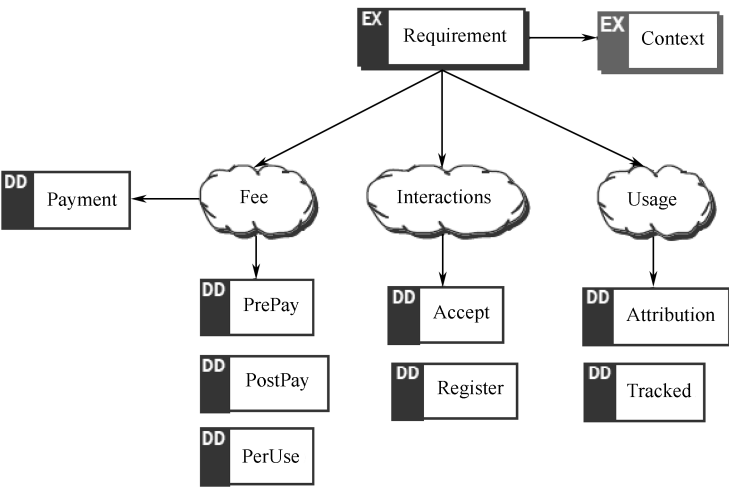 EX Requirement
EX Context
DD Payment
Fee
Interactions
Usage
DD PrePay
DD Accept
DD Attribution
DD PostPay
DD Register
DD Tracked
DD PerUse